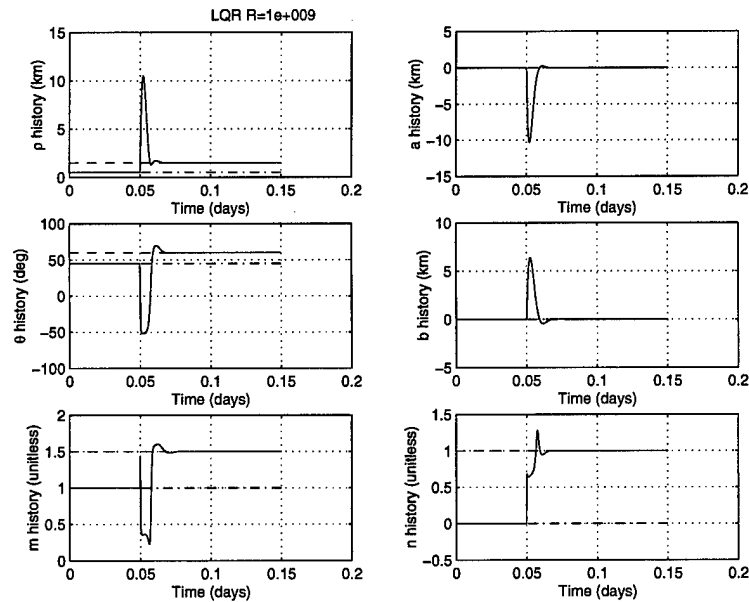 LQR R=1e+009
15
10
5
0
ρ history (km)
0 0.05 0.1 0.15 0.2
Time (days)
5
0
−5
−10
−15
a history (km)
0 0.05 0.1 0.15 0.2
Time (days)
100
50
0
−50
−100
θ history (deg)
0 0.05 0.1 0.15 0.2
Time (days)
10
5
0
−5
b history (km)
0 0.05 0.1 0.15 0.2
Time (days)
2
1.5
1
0.5
0
m history (unitless)
0 0.05 0.1 0.15 0.2
Time (days)
1.5
1
0.5
0
−0.5
n history (unitless)
0 0.05 0.1 0.15 0.2
Time (days)